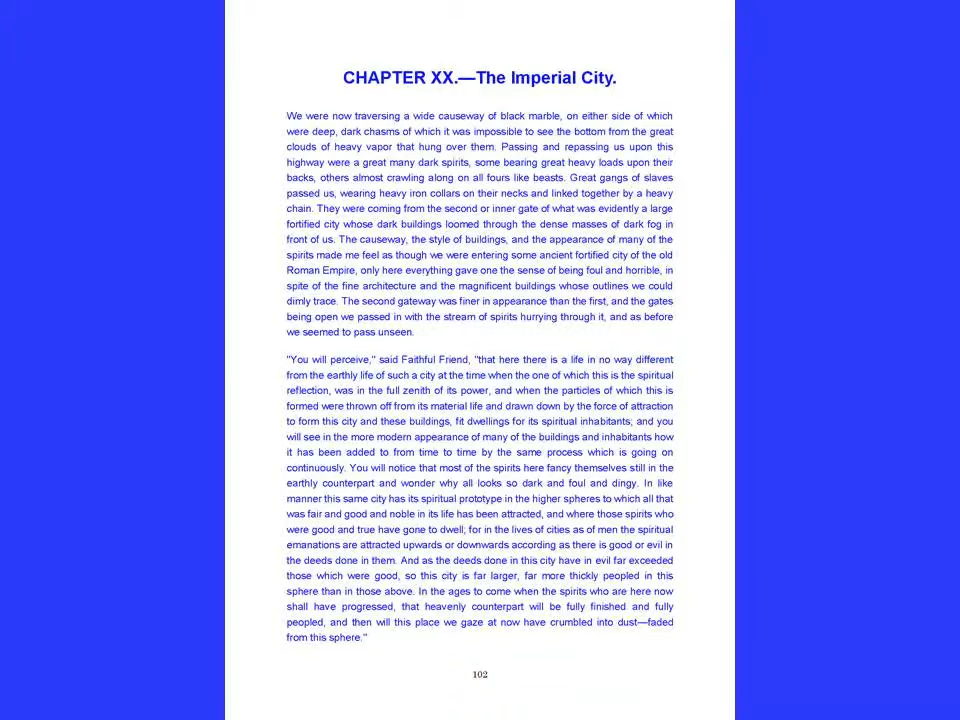 CHAPTER XX.—The Imperial City.
We were now traversing a wide causeway of black marble, on either side of which
were deep, dark chasms of which it was impossible to see the bottom from the great
clouds of heavy vapor that hung over them. Passing and repassing us upon this
highway were a great many dark spirits, some bearing great heavy loads upon their
backs, others almost crawling along on all fours like beasts. Great gangs of slaves
passed us, wearing heavy iron collars on their necks and linked together by a heavy
chain. They were coming from the second or inner gate of what was evidently a large
fortified city whose dark buildings loomed through the dense masses of dark fog in
front of us. The causeway, the style of buildings, and the appearance of many of the
spirits made me feel as though we were entering some ancient fortified city of the old
Roman Empire, only here everything gave one the sense of being foul and horrible, in
spite of the fine architecture and the magnificent buildings whose outlines we could
dimly trace. The second gateway was finer in appearance than the first, and the gates
being open we passed in with the stream of spirits hurrying through it, and as before
we seemed to pass unseen.
"You will perceive," said Faithful Friend, "that here there is a life in no way different
from the earthly life of such a city at the time when the one of which this is the spiritual
reflection, was in the full zenith of its power, and when the particles of which this is
formed were thrown off from its material life and drawn down by the force of attraction
to form this city and these buildings, fit dwellings for its spiritual inhabitants; and you
will see in the more modern appearance of many of the buildings and inhabitants how
it has been added to from time to time by the same process which is going on
continuously. You will notice that most of the spirits here fancy themselves still in the
earthly counterpart and wonder why all looks so dark and foul and dingy. In like
manner this same city has its spiritual prototype in the higher spheres to which all that
was fair and good and noble in its life has been attracted, and where those spirits who
were good and true have gone to dwell; for in the lives of cities as of men the spiritual
emanations are attracted upwards or downwards according as there is good or evil in
the deeds done in them. And as the deeds done in this city have in evil far exceeded
those which were good, so this city is far larger, far more thickly peopled in this
sphere than in those above. In the ages to come when the spirits who are here now
shall have progressed, that heavenly counterpart will be fully finished and fully
peopled, and then will this place we gaze at now have crumbled into dust—faded
from this sphere."
102